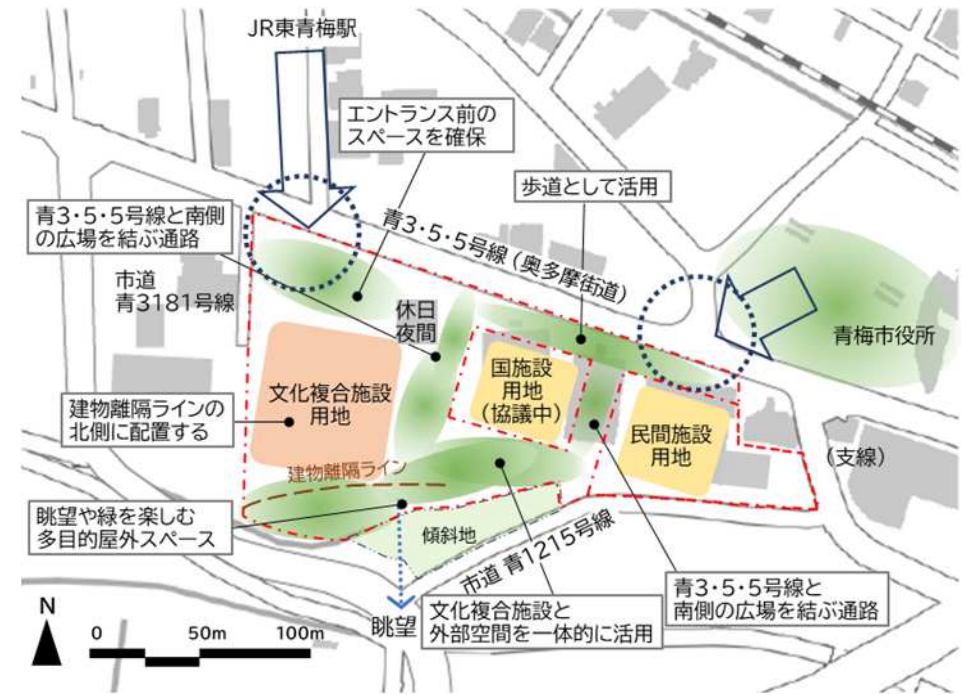 JR東青梅駅
エントランス前の
スペースを確保
歩道として活用
青3・5・5号線と南側
の広場を結ぶ通路
青3・5・5号線(奥多摩街道)
市道
青3181号線
休日
夜間
青梅市役所
国施設
用地
(協議中)
文化複合施設
用地
建物離隔ラインの
北側に配置する
民間施設
用地
(支線)
建物離隔ライン
眺望や緑を楽しむ
多目的屋外スペース
傾斜地
市道 青1215号線
青3・5・5号線と
南側の広場を結ぶ通路
文化複合施設と
外部空間を一体的に活用
眺望
N
0 50m 100m